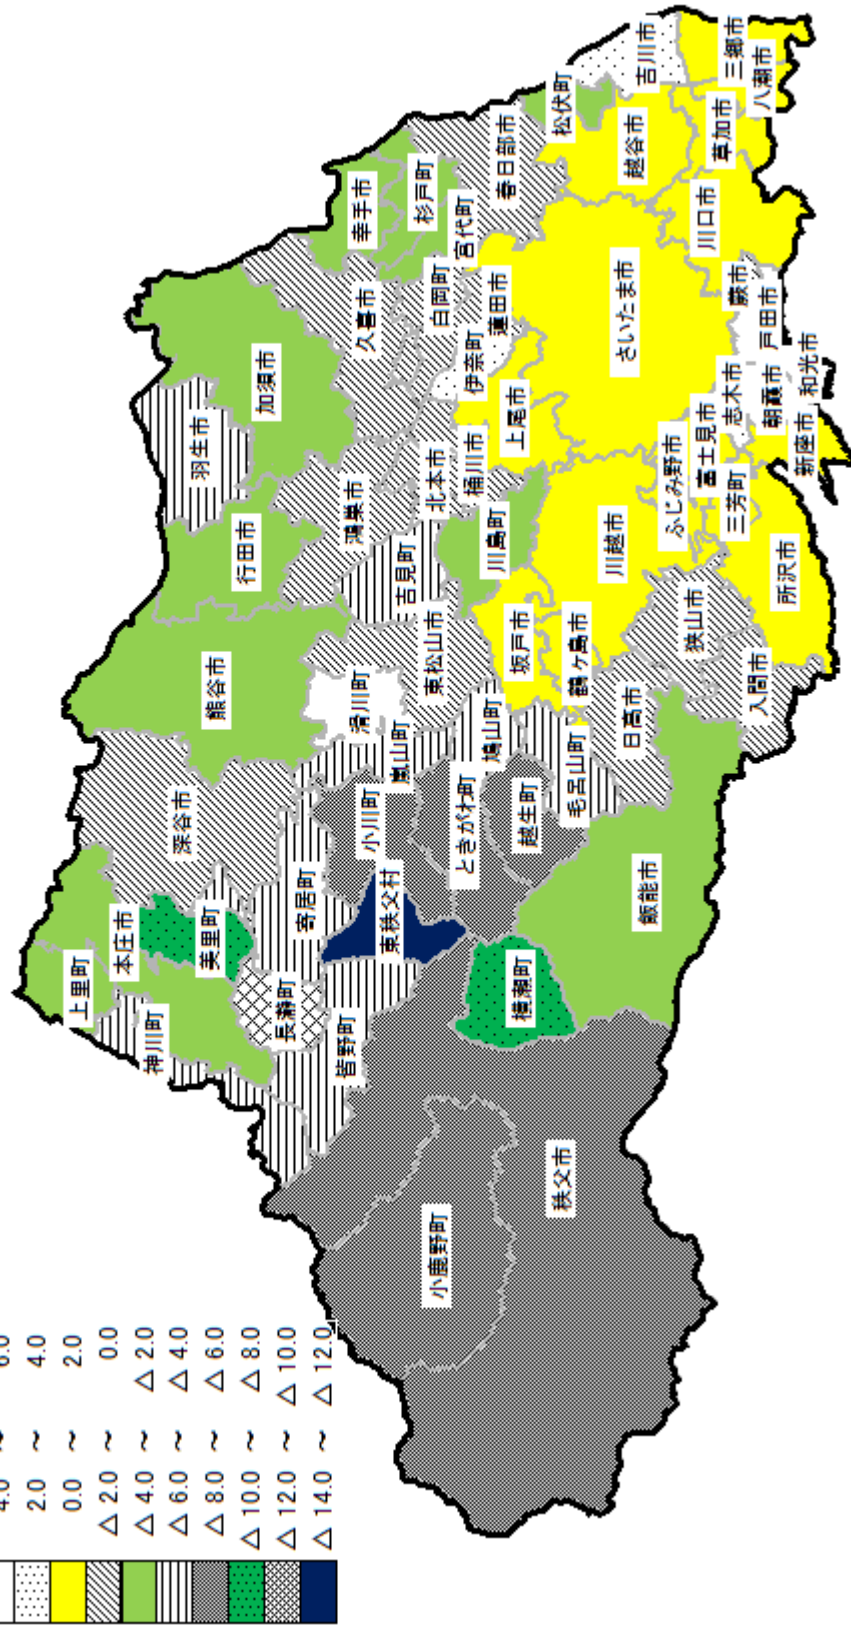 4.0 ～ 6.0
2.0 ～ 4.0
0.0 ～ 2.0
△ 2.0 ～ 0.0
△ 4.0 ～ △ 2.0
△ 6.0 ～ △ 4.0
△ 8.0 ～ △ 6.0
△ 10.0 ～ △ 8.0
△ 12.0 ～ △ 10.0
△ 14.0 ～ △ 12.0
上里町
神川町
本庄市
美里町
深谷市
長瀞町
皆野町
寄居町
東秩父村
小鹿野町
秩父市
横瀬町
小川町
ときがわ町
越生町
飯能市
熊谷市
行田市
羽生市
加須市
滑川町
嵐山町
鳩山町
毛呂山町
東松山市
吉見町
鴻巣市
久喜市
幸手市
杉戸町
宮代町
白岡町
北本市
桶川市
伊奈町
蓮田市
春日部市
松伏町
吉川市
川島町
上尾市
坂戸市
鶴ヶ島市
日高市
川越市
さいたま市
越谷市
狭山市
入間市
所沢市
ふじみ野市
富士見市
三芳町
志木市
新座市
朝霞市
和光市
戸田市
蕨市
川口市
草加市
八潮市
三郷市